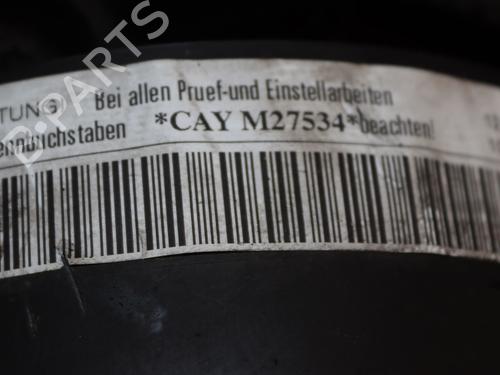 B-PARTS
TUNG Bei allen Pruef-und Einstellarbeiten
ennbuchstaben *CAY M27534*beachten!